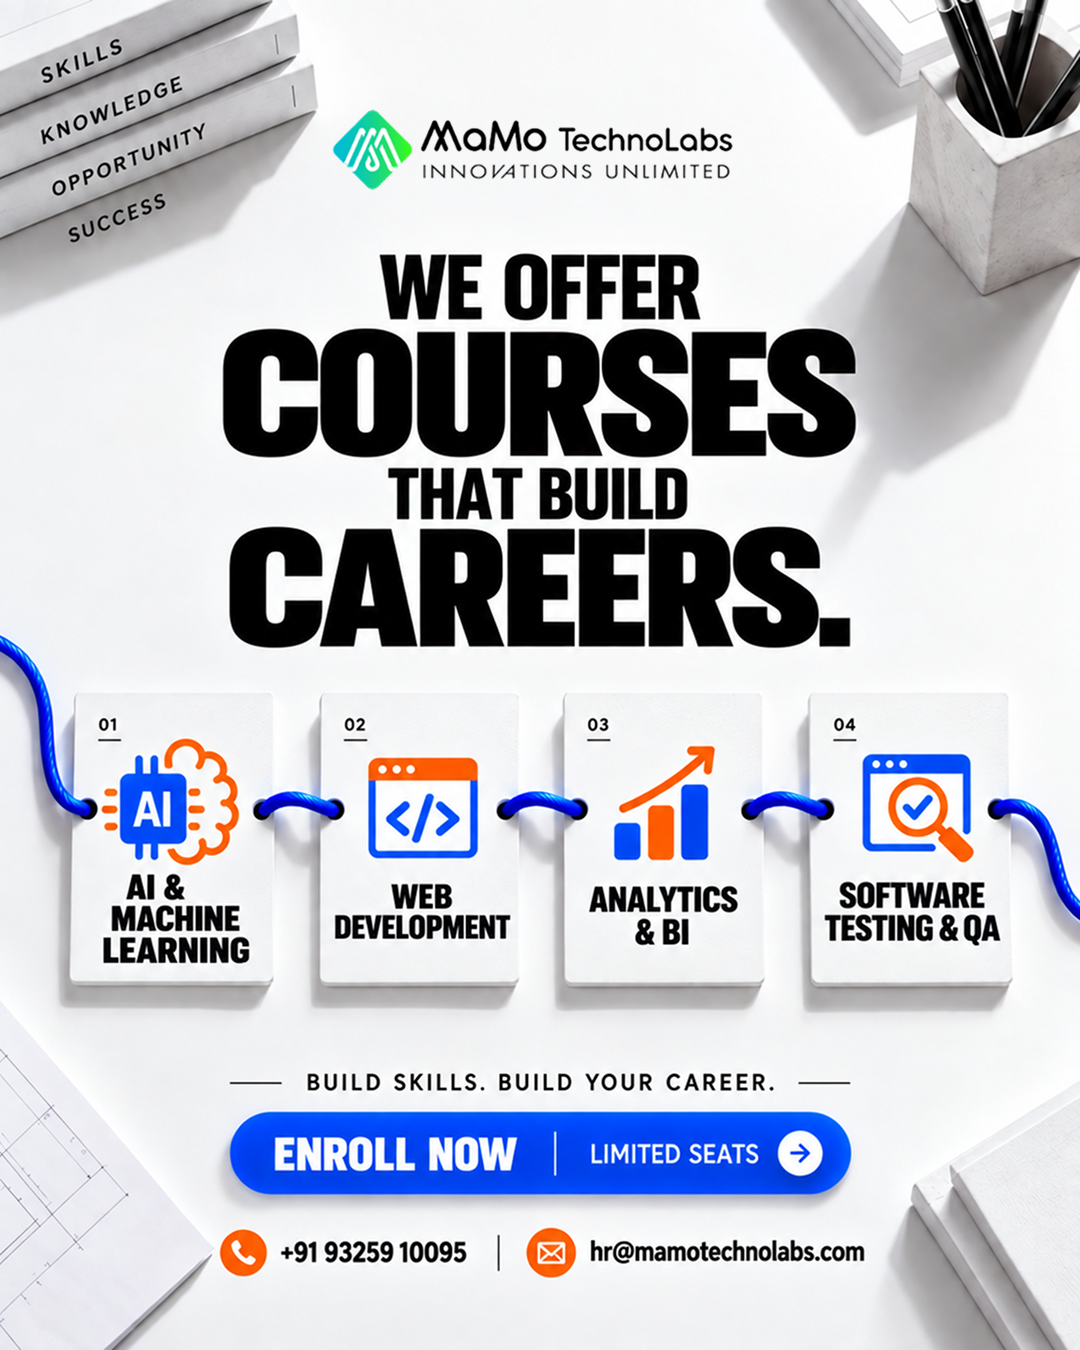 SKILLS
KNOWLEDGE
OPPORTUNITY
SUCCESS
MaMo TechnoLabs
INNOVATIONS UNLIMITED
WE OFFER
COURSES
THAT BUILD
CAREERS.
01
AI
AI &
MACHINE
LEARNING
02
</>
WEB
DEVELOPMENT
03
ANALYTICS
& BI
04
SOFTWARE
TESTING & QA
BUILD SKILLS. BUILD YOUR CAREER.
ENROLL NOW | LIMITED SEATS
+91 93259 10095 | hr@mamotechnolabs.com